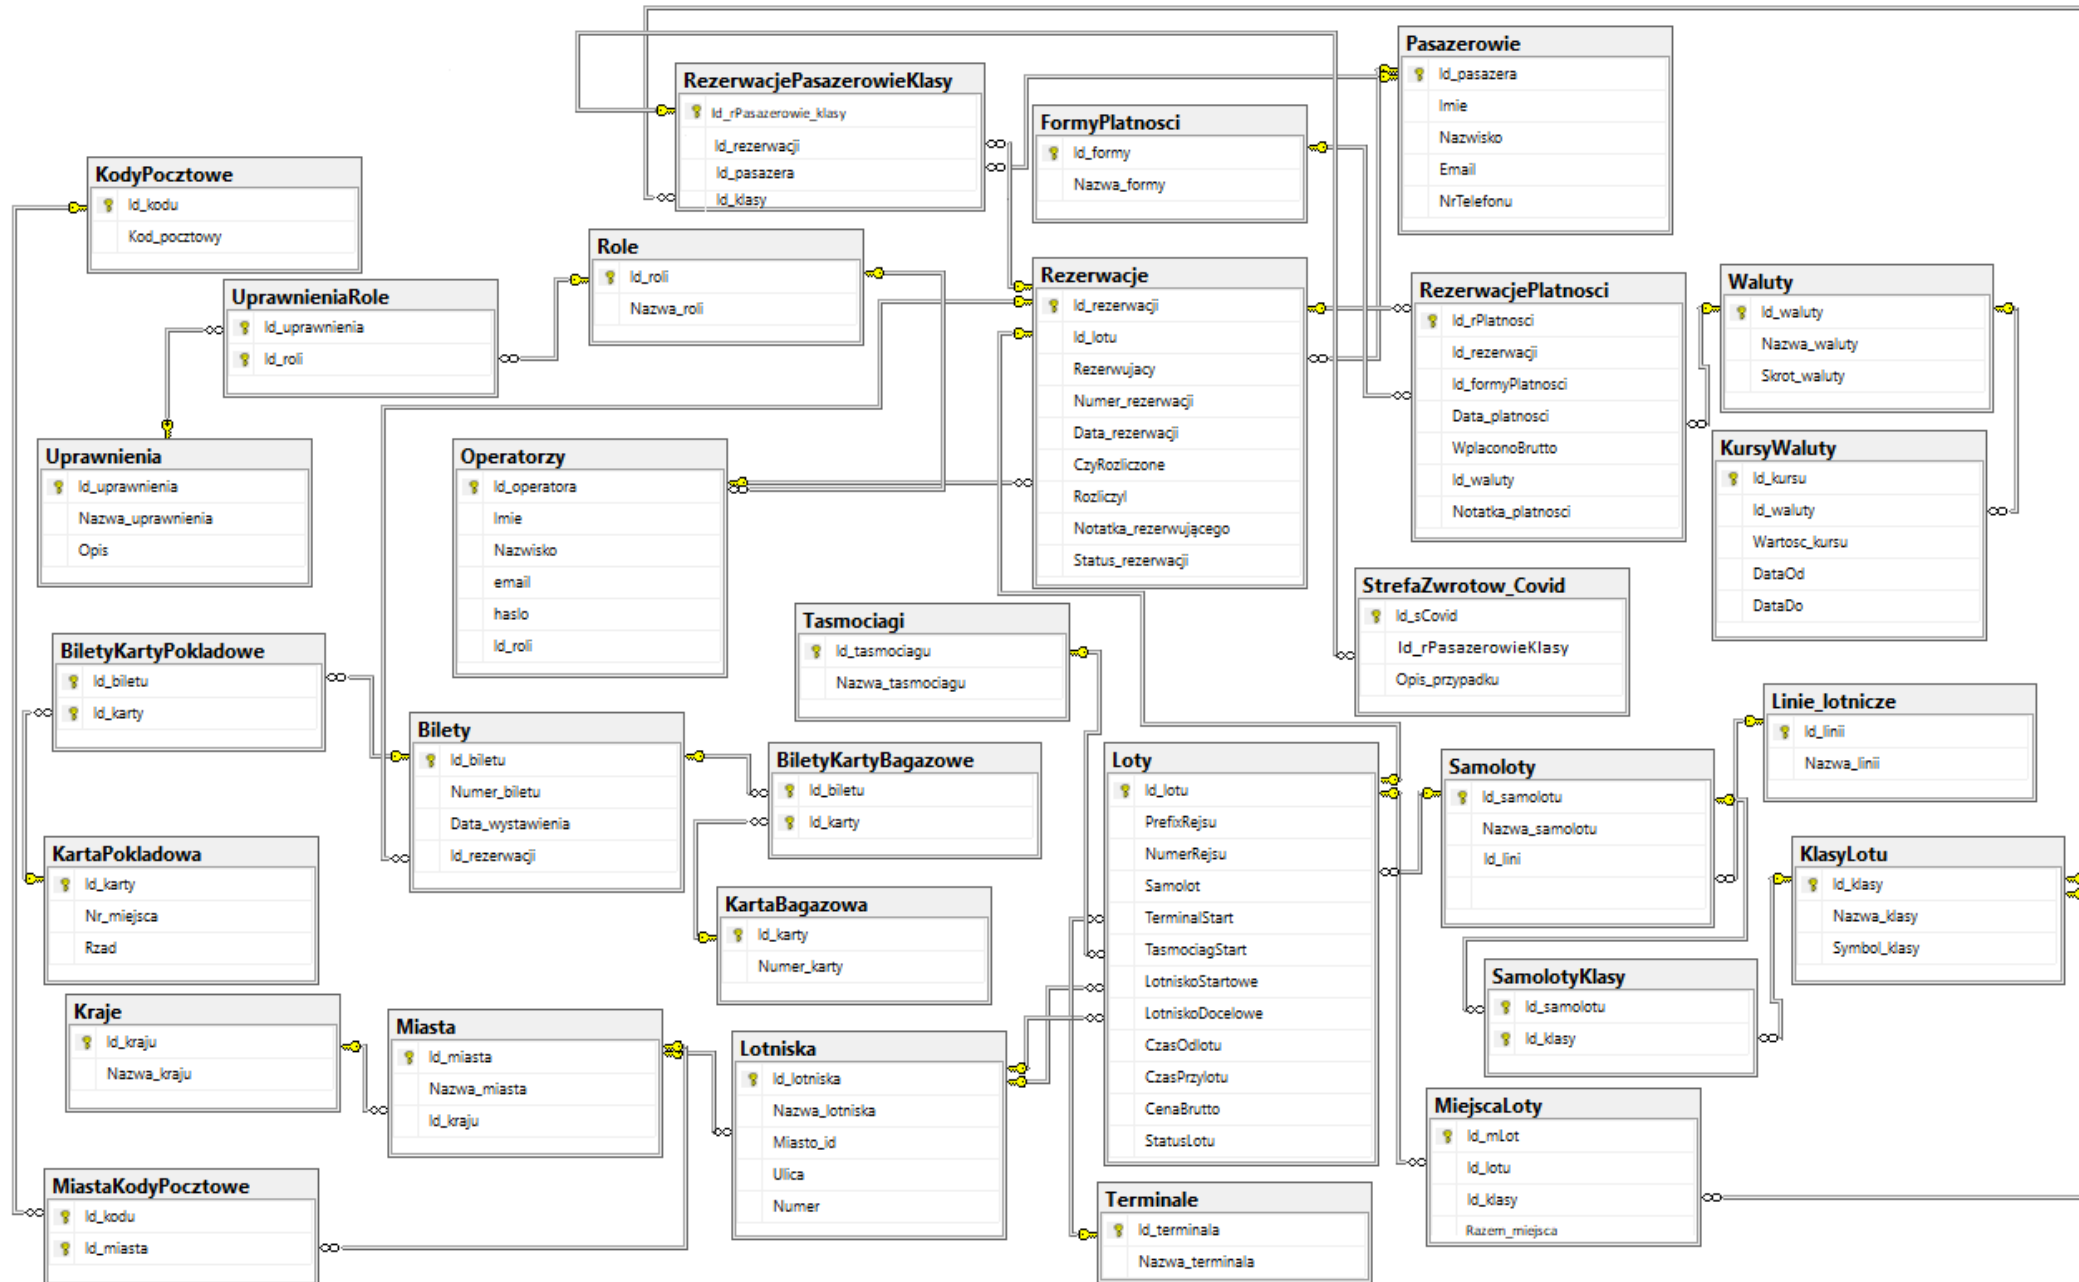 Pasazerowie
Id_pasazera
Imie
Nazwisko
Email
NrTelefonu
RezerwacjePasazerowieKlasy
Id_rPasazerowie_klasy
Id_rezerwacji
Id_pasazera
Id_klasy
FormyPlatnosci
Id_formy
Nazwa_formy
KodyPocztowe
Id_kodu
Kod_pocztowy
Role
Id_roli
Nazwa_roli
UprawnieniaRole
Id_uprawnienia
Id_roli
Rezerwacje
Id_rezerwacji
Id_lotu
Rezerwujacy
Numer_rezerwacji
Data_rezerwacji
CzyRozliczone
Rozliczyl
Notatka_rezerwującego
Status_rezerwacji
RezerwacjePlatnosci
Id_rPlatnosci
Id_rezerwacji
Id_formyPlatnosci
Data_platnosci
WplaconoBrutto
Id_waluty
Notatka_platnosci
Waluty
Id_waluty
Nazwa_waluty
Skrot_waluty
KursyWaluty
Id_kursu
Id_waluty
Wartosc_kursu
DataOd
DataDo
Uprawnienia
Id_uprawnienia
Nazwa_uprawnienia
Opis
Operatorzy
Id_operatora
Imie
Nazwisko
email
haslo
Id_roli
StrefaZwrotow_Covid
Id_sCovid
Id_rPasazerowieKlasy
Opis_przypadku
Tasmociagi
Id_tasmociagu
Nazwa_tasmociagu
BiletyKartyPokladowe
Id_biletu
Id_karty
Bilety
Id_biletu
Numer_biletu
Data_wystawienia
Id_rezerwacji
BiletyKartyBagazowe
Id_biletu
Id_karty
Loty
Id_lotu
PrefixRejsu
NumerRejsu
Samolot
TerminalStart
TasmociagStart
LotniskoStartowe
LotniskoDocelowe
CzasOdlotu
CzasPrzylotu
CenaBrutto
StatusLotu
Samoloty
Id_samolotu
Nazwa_samolotu
Id_lini
Linie_lotnicze
Id_linii
Nazwa_linii
KlasyLotu
Id_klasy
Nazwa_klasy
Symbol_klasy
KartaPokladowa
Id_karty
Nr_miejsca
Rzad
KartaBagazowa
Id_karty
Numer_karty
SamolotyKlasy
Id_samolotu
Id_klasy
Kraje
Id_kraju
Nazwa_kraju
Miasta
Id_miasta
Nazwa_miasta
Id_kraju
Lotniska
Id_lotniska
Nazwa_lotniska
Miasto_id
Ulica
Numer
MiejscaLoty
Id_mLot
Id_lotu
Id_klasy
Razem_miejsca
MiastaKodyPocztowe
Id_kodu
Id_miasta
Terminale
Id_terminala
Nazwa_terminala